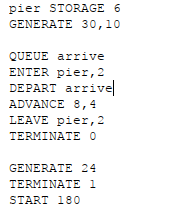 pier STORAGE 6
GENERATE 30,10
QUEUE arrive
ENTER pier,2
DEPART arrive
ADVANCE 8,4
LEAVE pier,2
TERMINATE 0
GENERATE 24
TERMINATE 1
START 180